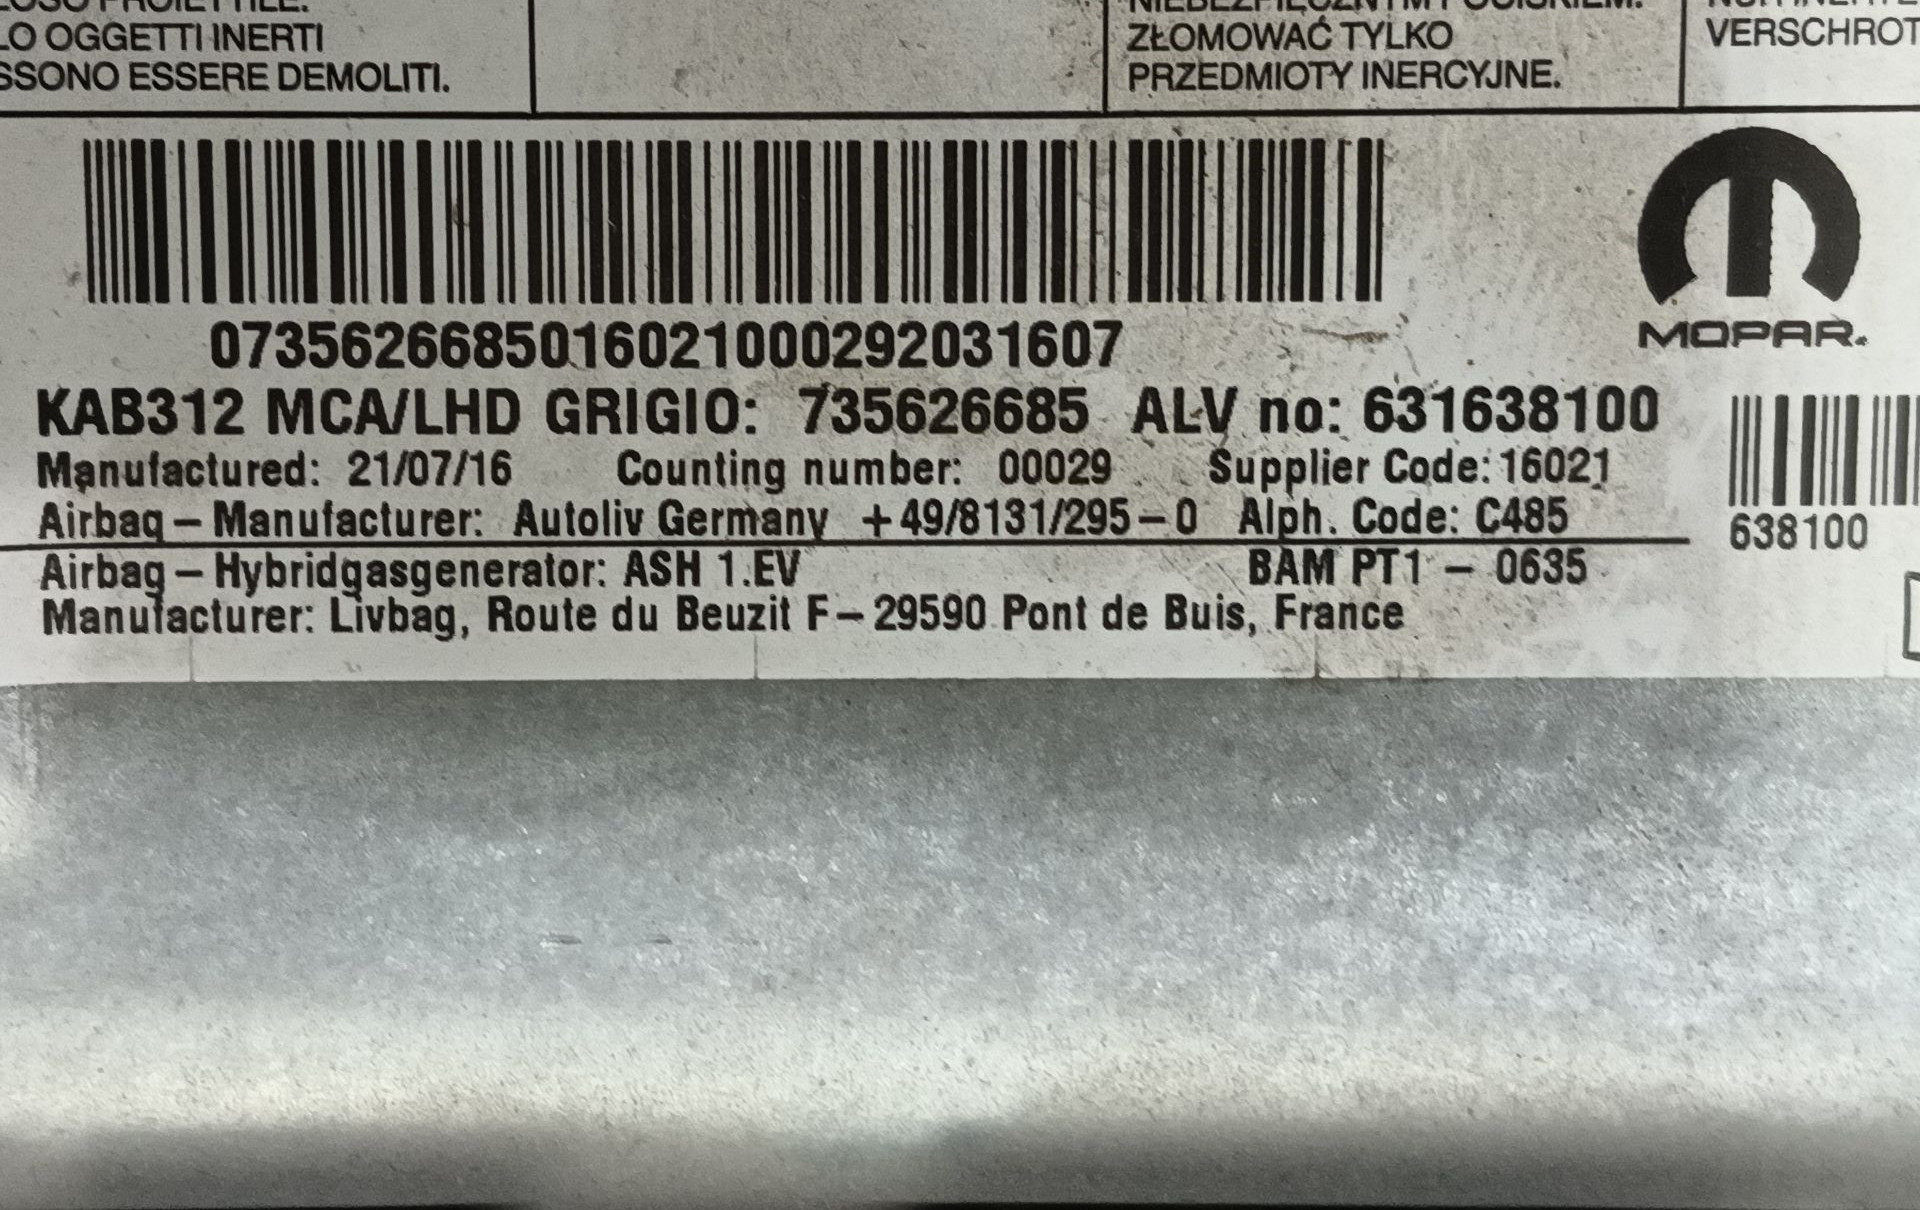 LO OGGETTI INERTI
SSONO ESSERE DEMOLITI.
ZŁOMOWAĆ TYLKO
PRZEDMIOTY INERCYJNE.
VERSCHROT
MOPAR.
0735626685016021000292031607
KAB312 MCA/LHD GRIGIO: 735626685 ALV no: 631638100
Manufactured: 21/07/16 Counting number: 00029 Supplier Code: 16021
Airbag – Manufacturer: Autoliv Germany +49/8131/295–0 Alph. Code: C485
638100
Airbag – Hybridgasgenerator: ASH 1.EV BAM PT1 – 0635
Manufacturer: Livbag, Route du Beuzit F– 29590 Pont de Buis, France